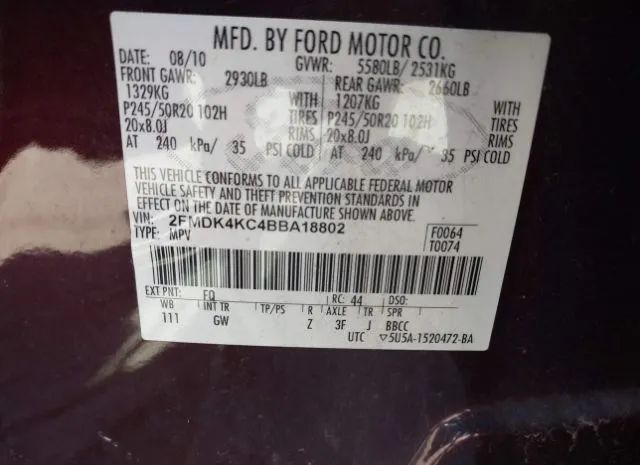 MFD. BY FORD MOTOR CO.
DATE: 08/10 GVWR: 5580LB/ 2531KG
FRONT GAWR: 2930LB REAR GAWR: 2660LB
1329KG WITH 1207KG WITH
P245/50R20 102H TIRES P245/50R20 102H TIRES
20x8.0J RIMS 20x8.0J RIMS
AT 240 kPa/ 35 PSI COLD AT 240 kPa/ 35 PSI COLD
THIS VEHICLE CONFORMS TO ALL APPLICABLE FEDERAL MOTOR
VEHICLE SAFETY AND THEFT PREVENTION STANDARDS IN
EFFECT ON THE DATE OF MANUFACTURE SHOWN ABOVE.
VIN: 2FMDK4KC4BBA18802 F0064
TYPE: MPV T0074
EXT PNT: FQ RC: 44 DSO:
WB INT TR TP/PS R AXLE TR SPR
111 GW Z 3F J BBCC
UTC ▽5U5A-1520472-BA